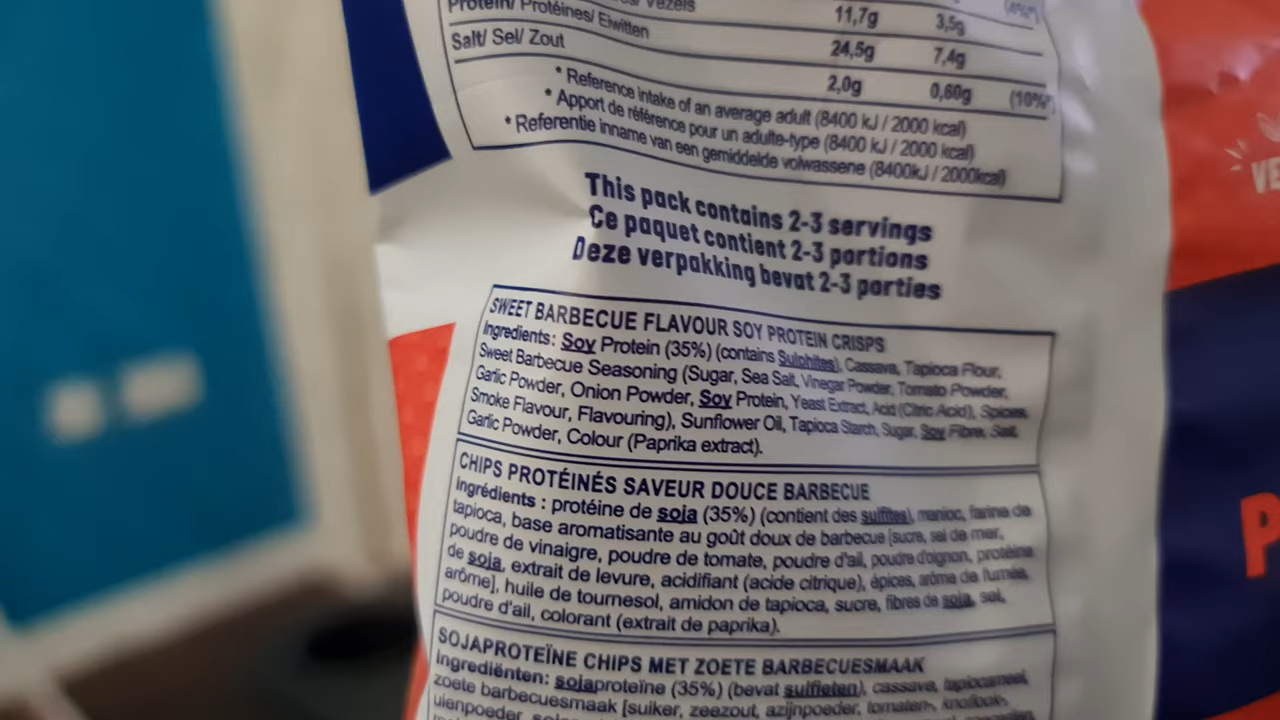 Vezels 11,7g 3,5g
Protein/ Protéines/ Eiwitten 24,5g 7,4g
Salt/ Sel/ Zout 2,0g 0,60g (10%*)
* Reference intake of an average adult (8400 kJ / 2000 kcal)
* Apport de référence pour un adulte-type (8400 kJ / 2000 kcal)
* Referentie inname van een gemiddelde volwassene (8400kJ / 2000kcal)
This pack contains 2-3 servings
Ce paquet contient 2-3 portions
Deze verpakking bevat 2-3 porties
SWEET BARBECUE FLAVOUR SOY PROTEIN CRISPS
Ingredients: Soy Protein (35%) (contains Sulphites), Cassava, Tapioca Flour,
Sweet Barbecue Seasoning (Sugar, Sea Salt, Vinegar Powder, Tomato Powder,
Garlic Powder, Onion Powder, Soy Protein, Yeast Extract, Acid (Citric Acid), Spices,
Smoke Flavour, Flavouring), Sunflower Oil, Tapioca Starch, Sugar, Soy Fibre, Salt,
Garlic Powder, Colour (Paprika extract).
CHIPS PROTÉINÉS SAVEUR DOUCE BARBECUE
Ingrédients : protéine de soja (35%) (contient des sulfites), manioc, farine de
tapioca, base aromatisante au goût doux de barbecue [sucre, sel de mer,
poudre de vinaigre, poudre de tomate, poudre d'ail, poudre d'oignon, protéine
de soja, extrait de levure, acidifiant (acide citrique), épices, arôme de fumée,
arôme], huile de tournesol, amidon de tapioca, sucre, fibres de soja, sel,
poudre d'ail, colorant (extrait de paprika).
SOJAPROTEÏNE CHIPS MET ZOETE BARBECUESMAAK
Ingrediënten: sojaproteïne (35%) (bevat sulfieten), cassave, tapiocameel,
zoete barbecuesmaak [suiker, zeezout, azijnpoeder, tomaten-, knoflook-,
uienpoeder
VE
P